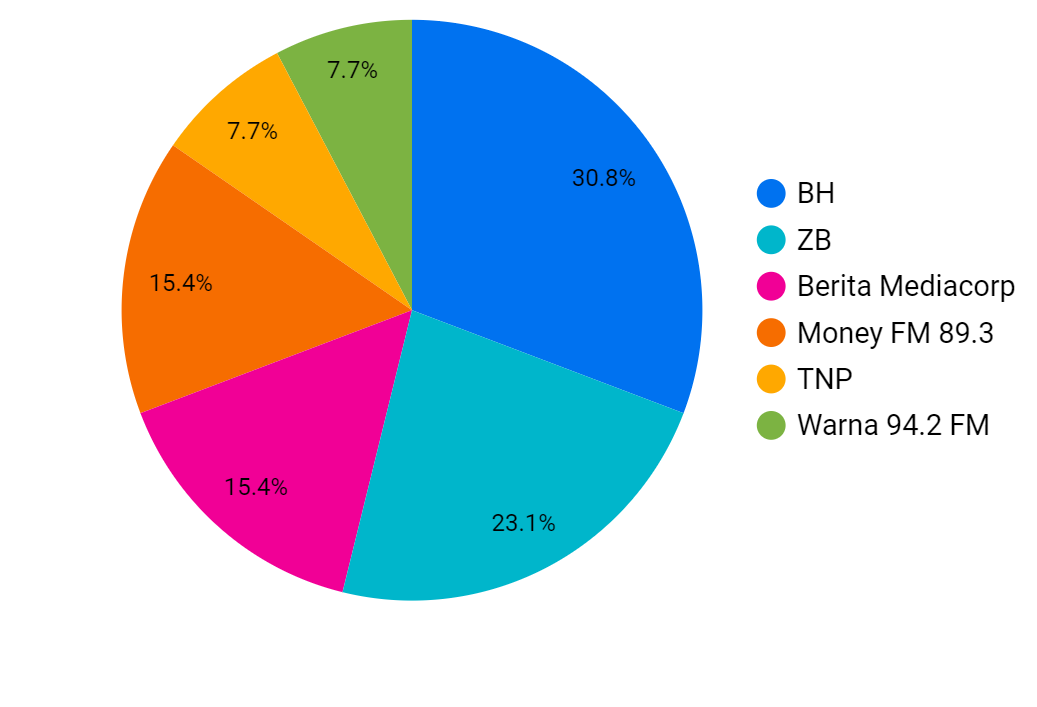 7.7%
7.7%
30.8%
15.4%
15.4%
23.1%
BH
ZB
Berita Mediacorp
Money FM 89.3
TNP
Warna 94.2 FM